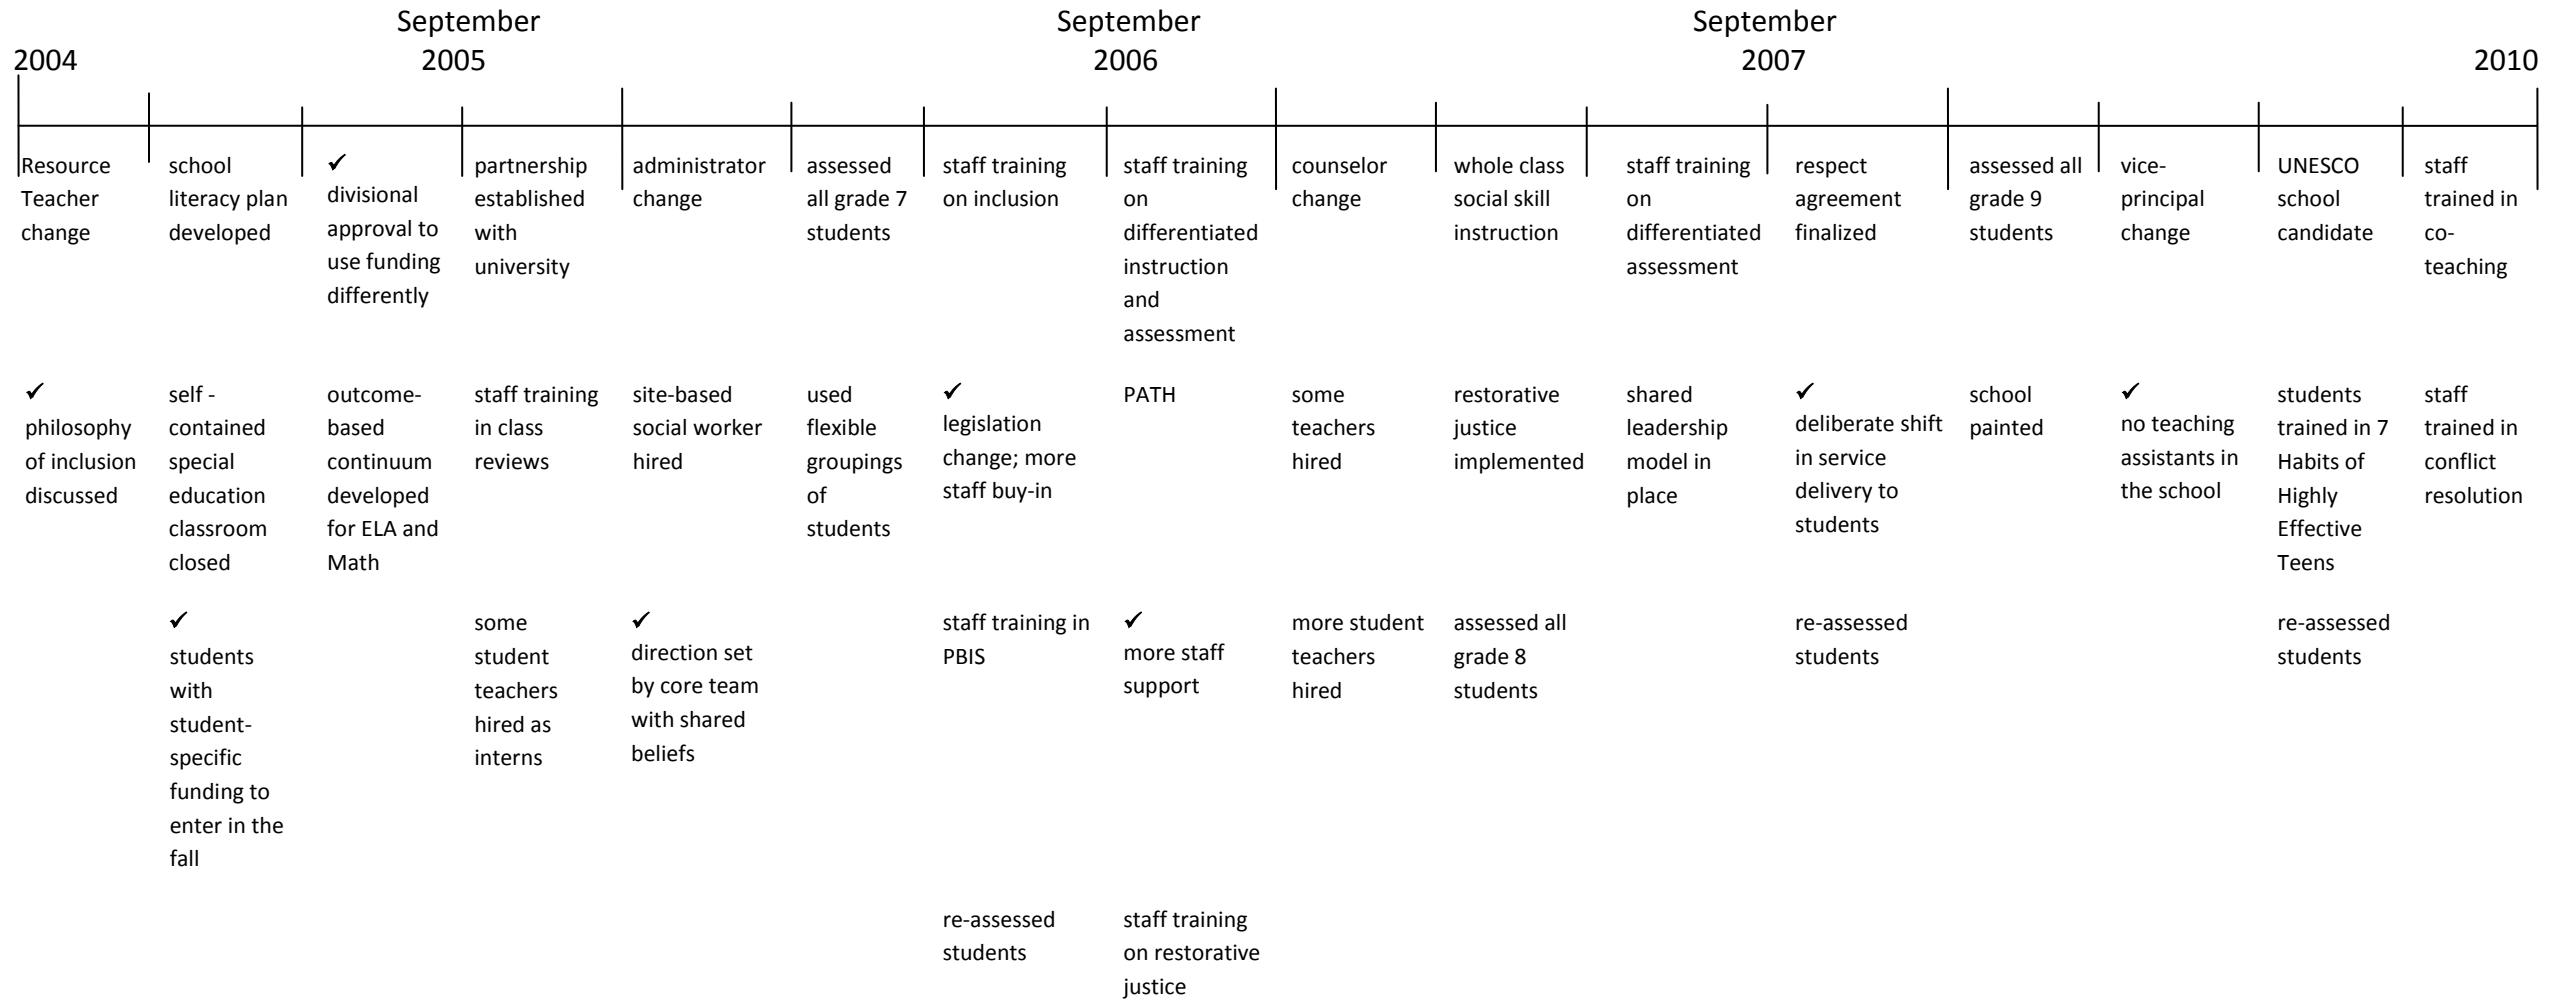 September
2005
September
2006
September
2007
2004
2010
Resource
Teacher
change
school
literacy plan
developed
✓
divisional
approval to
use funding
differently
partnership
established
with
university
administrator
change
assessed
all grade 7
students
staff training
on inclusion
staff training
on
differentiated
instruction
and
assessment
counselor
change
whole class
social skill
instruction
staff training
on
differentiated
assessment
respect
agreement
finalized
assessed all
grade 9
students
vice-
principal
change
UNESCO
school
candidate
staff
trained in
co-
teaching
✓
philosophy
of inclusion
discussed
self -
contained
special
education
classroom
closed
outcome-
based
continuum
developed
for ELA and
Math
staff training
in class
reviews
site-based
social worker
hired
used
flexible
groupings
of
students
✓
legislation
change; more
staff buy-in
PATH
some
teachers
hired
restorative
justice
implemented
shared
leadership
model in
place
✓
deliberate shift
in service
delivery to
students
school
painted
✓
no teaching
assistants in
the school
students
trained in 7
Habits of
Highly
Effective
Teens
staff
trained in
conflict
resolution
✓
students
with
student-
specific
funding to
enter in the
fall
some
student
teachers
hired as
interns
✓
direction set
by core team
with shared
beliefs
staff training in
PBIS
✓
more staff
support
more student
teachers
hired
assessed all
grade 8
students
re-assessed
students
re-assessed
students
re-assessed
students
staff training
on restorative
justice